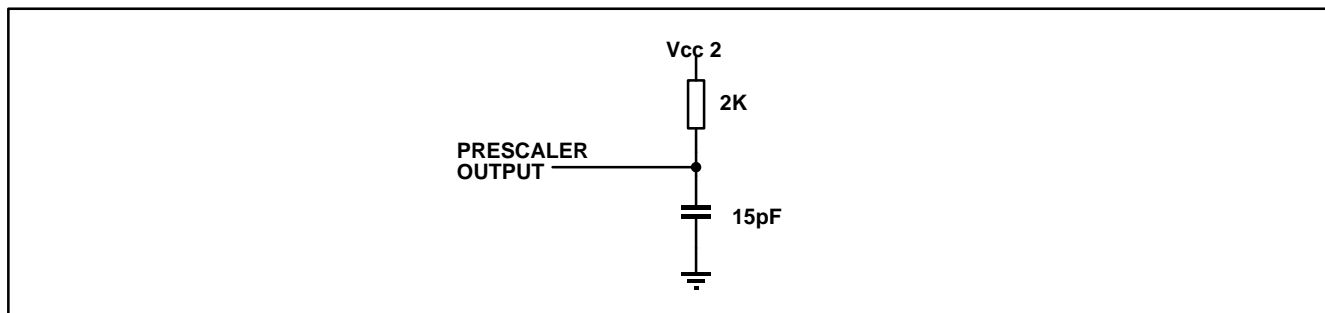 Vcc 2
2K
PRESCALER
OUTPUT
15pF